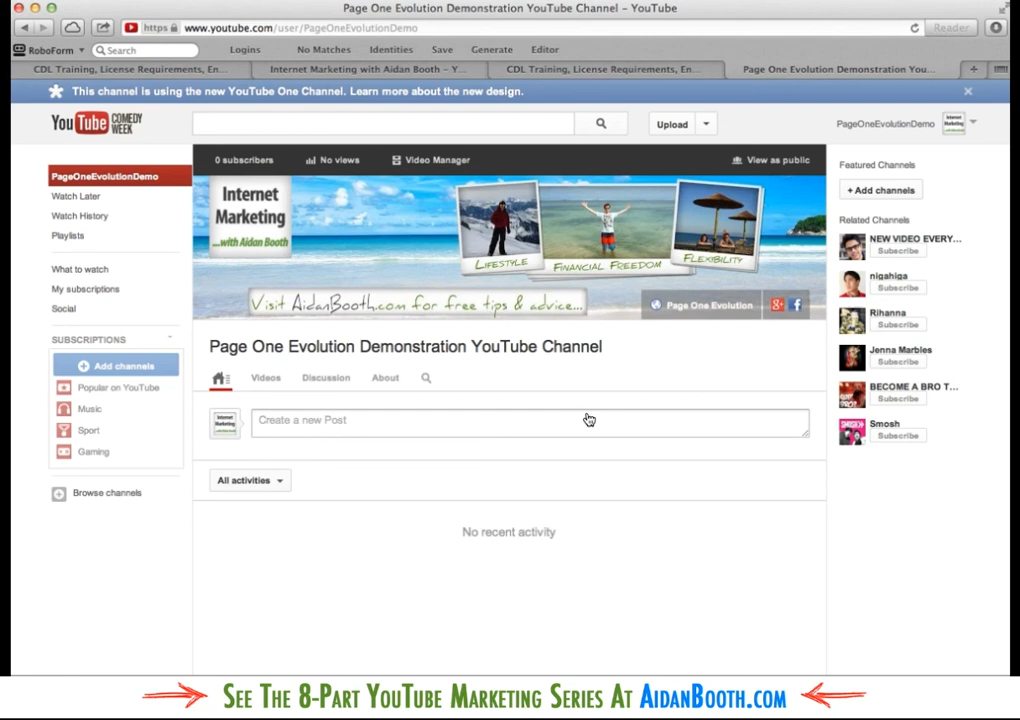 Page One Evolution Demonstration YouTube Channel – YouTube
https www.youtube.com/user/PageOneEvolutionDemo Reader
RoboForm Search Logins No Matches Identities Save Generate Editor
CDL Training, License Requirements, En... Internet Marketing with Aidan Booth – Y... CDL Training, License Requirements, En... Page One Evolution Demonstration You...
This channel is using the new YouTube One Channel. Learn more about the new design.
YouTube COMEDY WEEK Upload PageOneEvolutionDemo
PageOneEvolutionDemo
Watch Later
Watch History
Playlists
What to watch
My subscriptions
Social
SUBSCRIPTIONS
Add channels
Popular on YouTube
Music
Sport
Gaming
Browse channels
0 subscribers No views Video Manager View as public
Internet
Marketing
...with Aidan Booth
LIFESTYLE FINANCIAL FREEDOM FLEXIBILITY
Visit AidanBooth.com for free tips & advice...
Page One Evolution
Page One Evolution Demonstration YouTube Channel
Videos Discussion About
Create a new Post
All activities
No recent activity
Featured Channels
+ Add channels
Related Channels
NEW VIDEO EVERY...
Subscribe
nigahiga
Subscribe
Rihanna
Subscribe
Jenna Marbles
Subscribe
BECOME A BRO T...
Subscribe
Smosh
Subscribe
SEE THE 8-PART YOUTUBE MARKETING SERIES AT AIDANBOOTH.COM